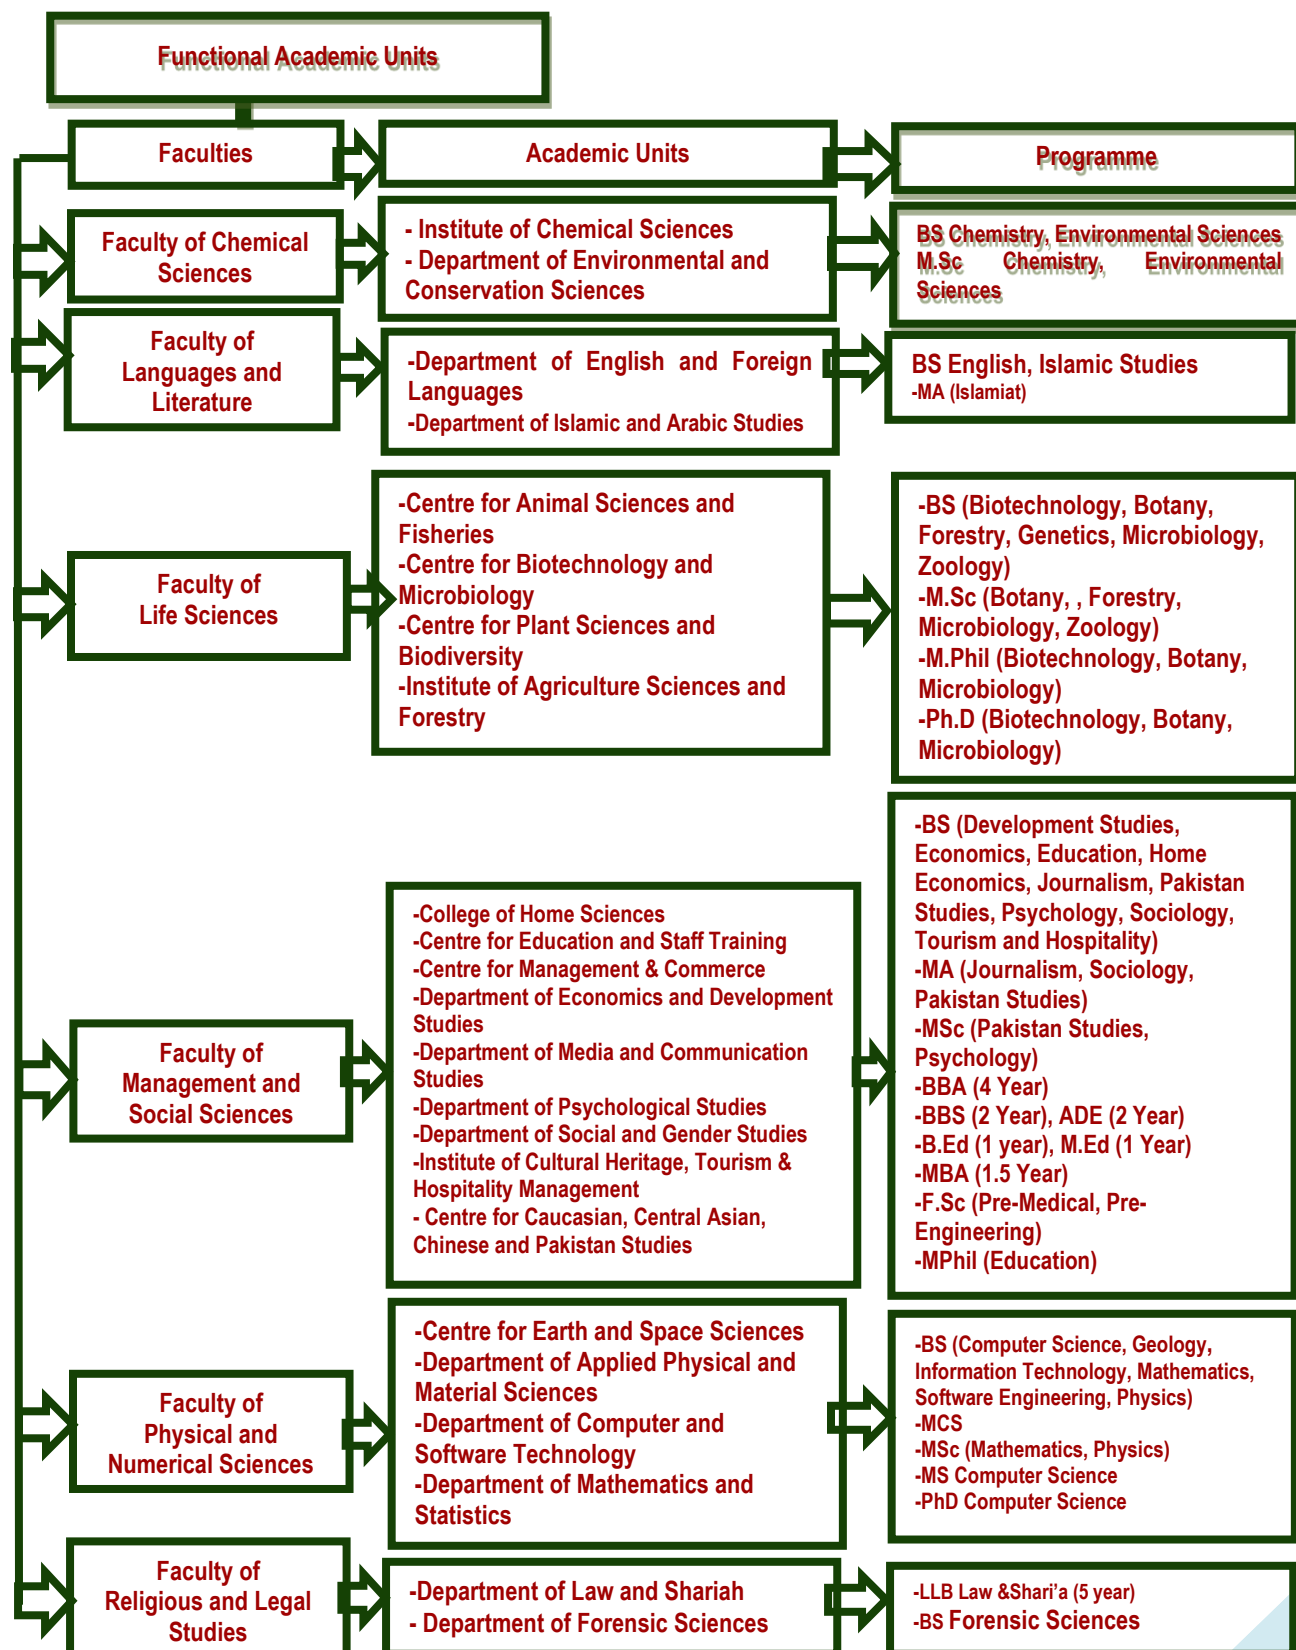 Functional Academic Units
Faculties
Academic Units
Programme
Faculty of Chemical
Sciences
- Institute of Chemical Sciences
- Department of Environmental and
Conservation Sciences
BS Chemistry, Environmental Sciences
M.Sc Chemistry, Environmental
Sciences
Faculty of
Languages and
Literature
-Department of English and Foreign
Languages
-Department of Islamic and Arabic Studies
BS English, Islamic Studies
-MA (Islamiat)
Faculty of
Life Sciences
-Centre for Animal Sciences and
Fisheries
-Centre for Biotechnology and
Microbiology
-Centre for Plant Sciences and
Biodiversity
-Institute of Agriculture Sciences and
Forestry
-BS (Biotechnology, Botany,
Forestry, Genetics, Microbiology,
Zoology)
-M.Sc (Botany, , Forestry,
Microbiology, Zoology)
-M.Phil (Biotechnology, Botany,
Microbiology)
-Ph.D (Biotechnology, Botany,
Microbiology)
Faculty of
Management and
Social Sciences
-College of Home Sciences
-Centre for Education and Staff Training
-Centre for Management & Commerce
-Department of Economics and Development
Studies
-Department of Media and Communication
Studies
-Department of Psychological Studies
-Department of Social and Gender Studies
-Institute of Cultural Heritage, Tourism &
Hospitality Management
- Centre for Caucasian, Central Asian,
Chinese and Pakistan Studies
-BS (Development Studies,
Economics, Education, Home
Economics, Journalism, Pakistan
Studies, Psychology, Sociology,
Tourism and Hospitality)
-MA (Journalism, Sociology,
Pakistan Studies)
-MSc (Pakistan Studies,
Psychology)
-BBA (4 Year)
-BBS (2 Year), ADE (2 Year)
-B.Ed (1 year), M.Ed (1 Year)
-MBA (1.5 Year)
-F.Sc (Pre-Medical, Pre-
Engineering)
-MPhil (Education)
Faculty of
Physical and
Numerical Sciences
-Centre for Earth and Space Sciences
-Department of Applied Physical and
Material Sciences
-Department of Computer and
Software Technology
-Department of Mathematics and
Statistics
-BS (Computer Science, Geology,
Information Technology, Mathematics,
Software Engineering, Physics)
-MCS
-MSc (Mathematics, Physics)
-MS Computer Science
-PhD Computer Science
Faculty of
Religious and Legal
Studies
-Department of Law and Shariah
- Department of Forensic Sciences
-LLB Law &Shari’a (5 year)
-BS Forensic Sciences